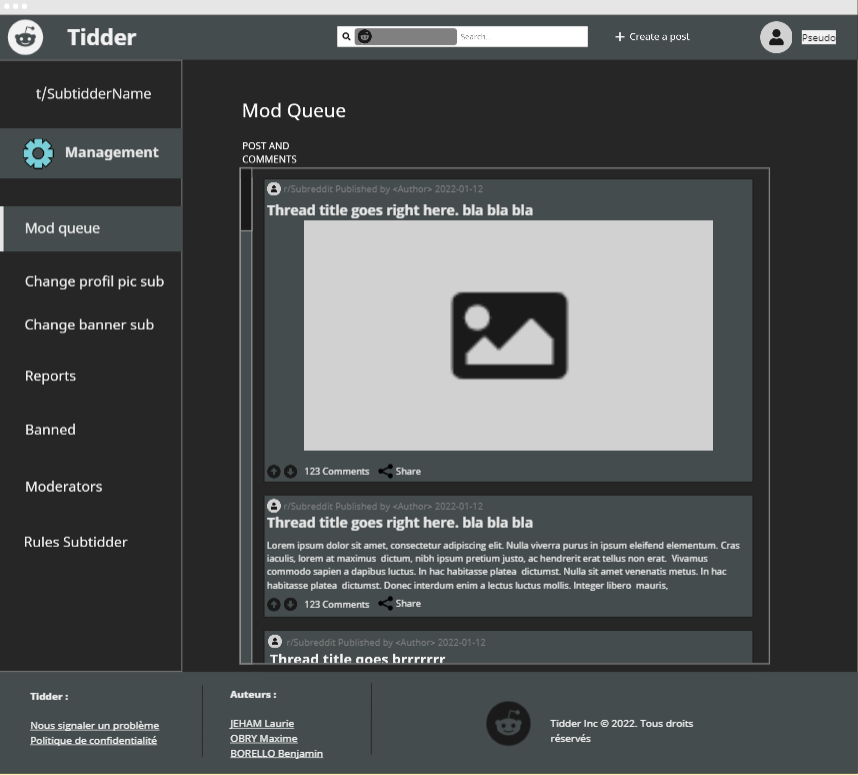 Tidder
Search...
+ Create a post
Pseudo
t/SubtidderName
Management
Mod queue
Change profil pic sub
Change banner sub
Reports
Banned
Moderators
Rules Subtidder
Mod Queue
POST AND
COMMENTS
r/Subreddit Published by <Author> 2022-01-12
Thread title goes right here. bla bla bla
123 Comments Share
r/Subreddit Published by <Author> 2022-01-12
Thread title goes right here. bla bla bla
Lorem ipsum dolor sit amet, consectetur adipiscing elit. Nulla viverra purus in ipsum eleifend elementum. Cras
iaculis, lorem at maximus dictum, nibh ipsum pretium justo, ac hendrerit erat tellus non erat. Vivamus
commodo sapien a dapibus luctus. In hac habitasse platea dictumst. Nulla sit amet venenatis metus. In hac
habitasse platea dictumst. Donec interdum enim a lectus luctus mollis. Integer libero mauris,
123 Comments Share
r/Subreddit Published by <Author> 2022-01-12
Thread title goes brrrrrrr
Tidder :
Nous signaler un problème
Politique de confidentialité
Auteurs :
JEHAM Laurie
OBRY Maxime
BORELLO Benjamin
Tidder Inc © 2022. Tous droits
réservés